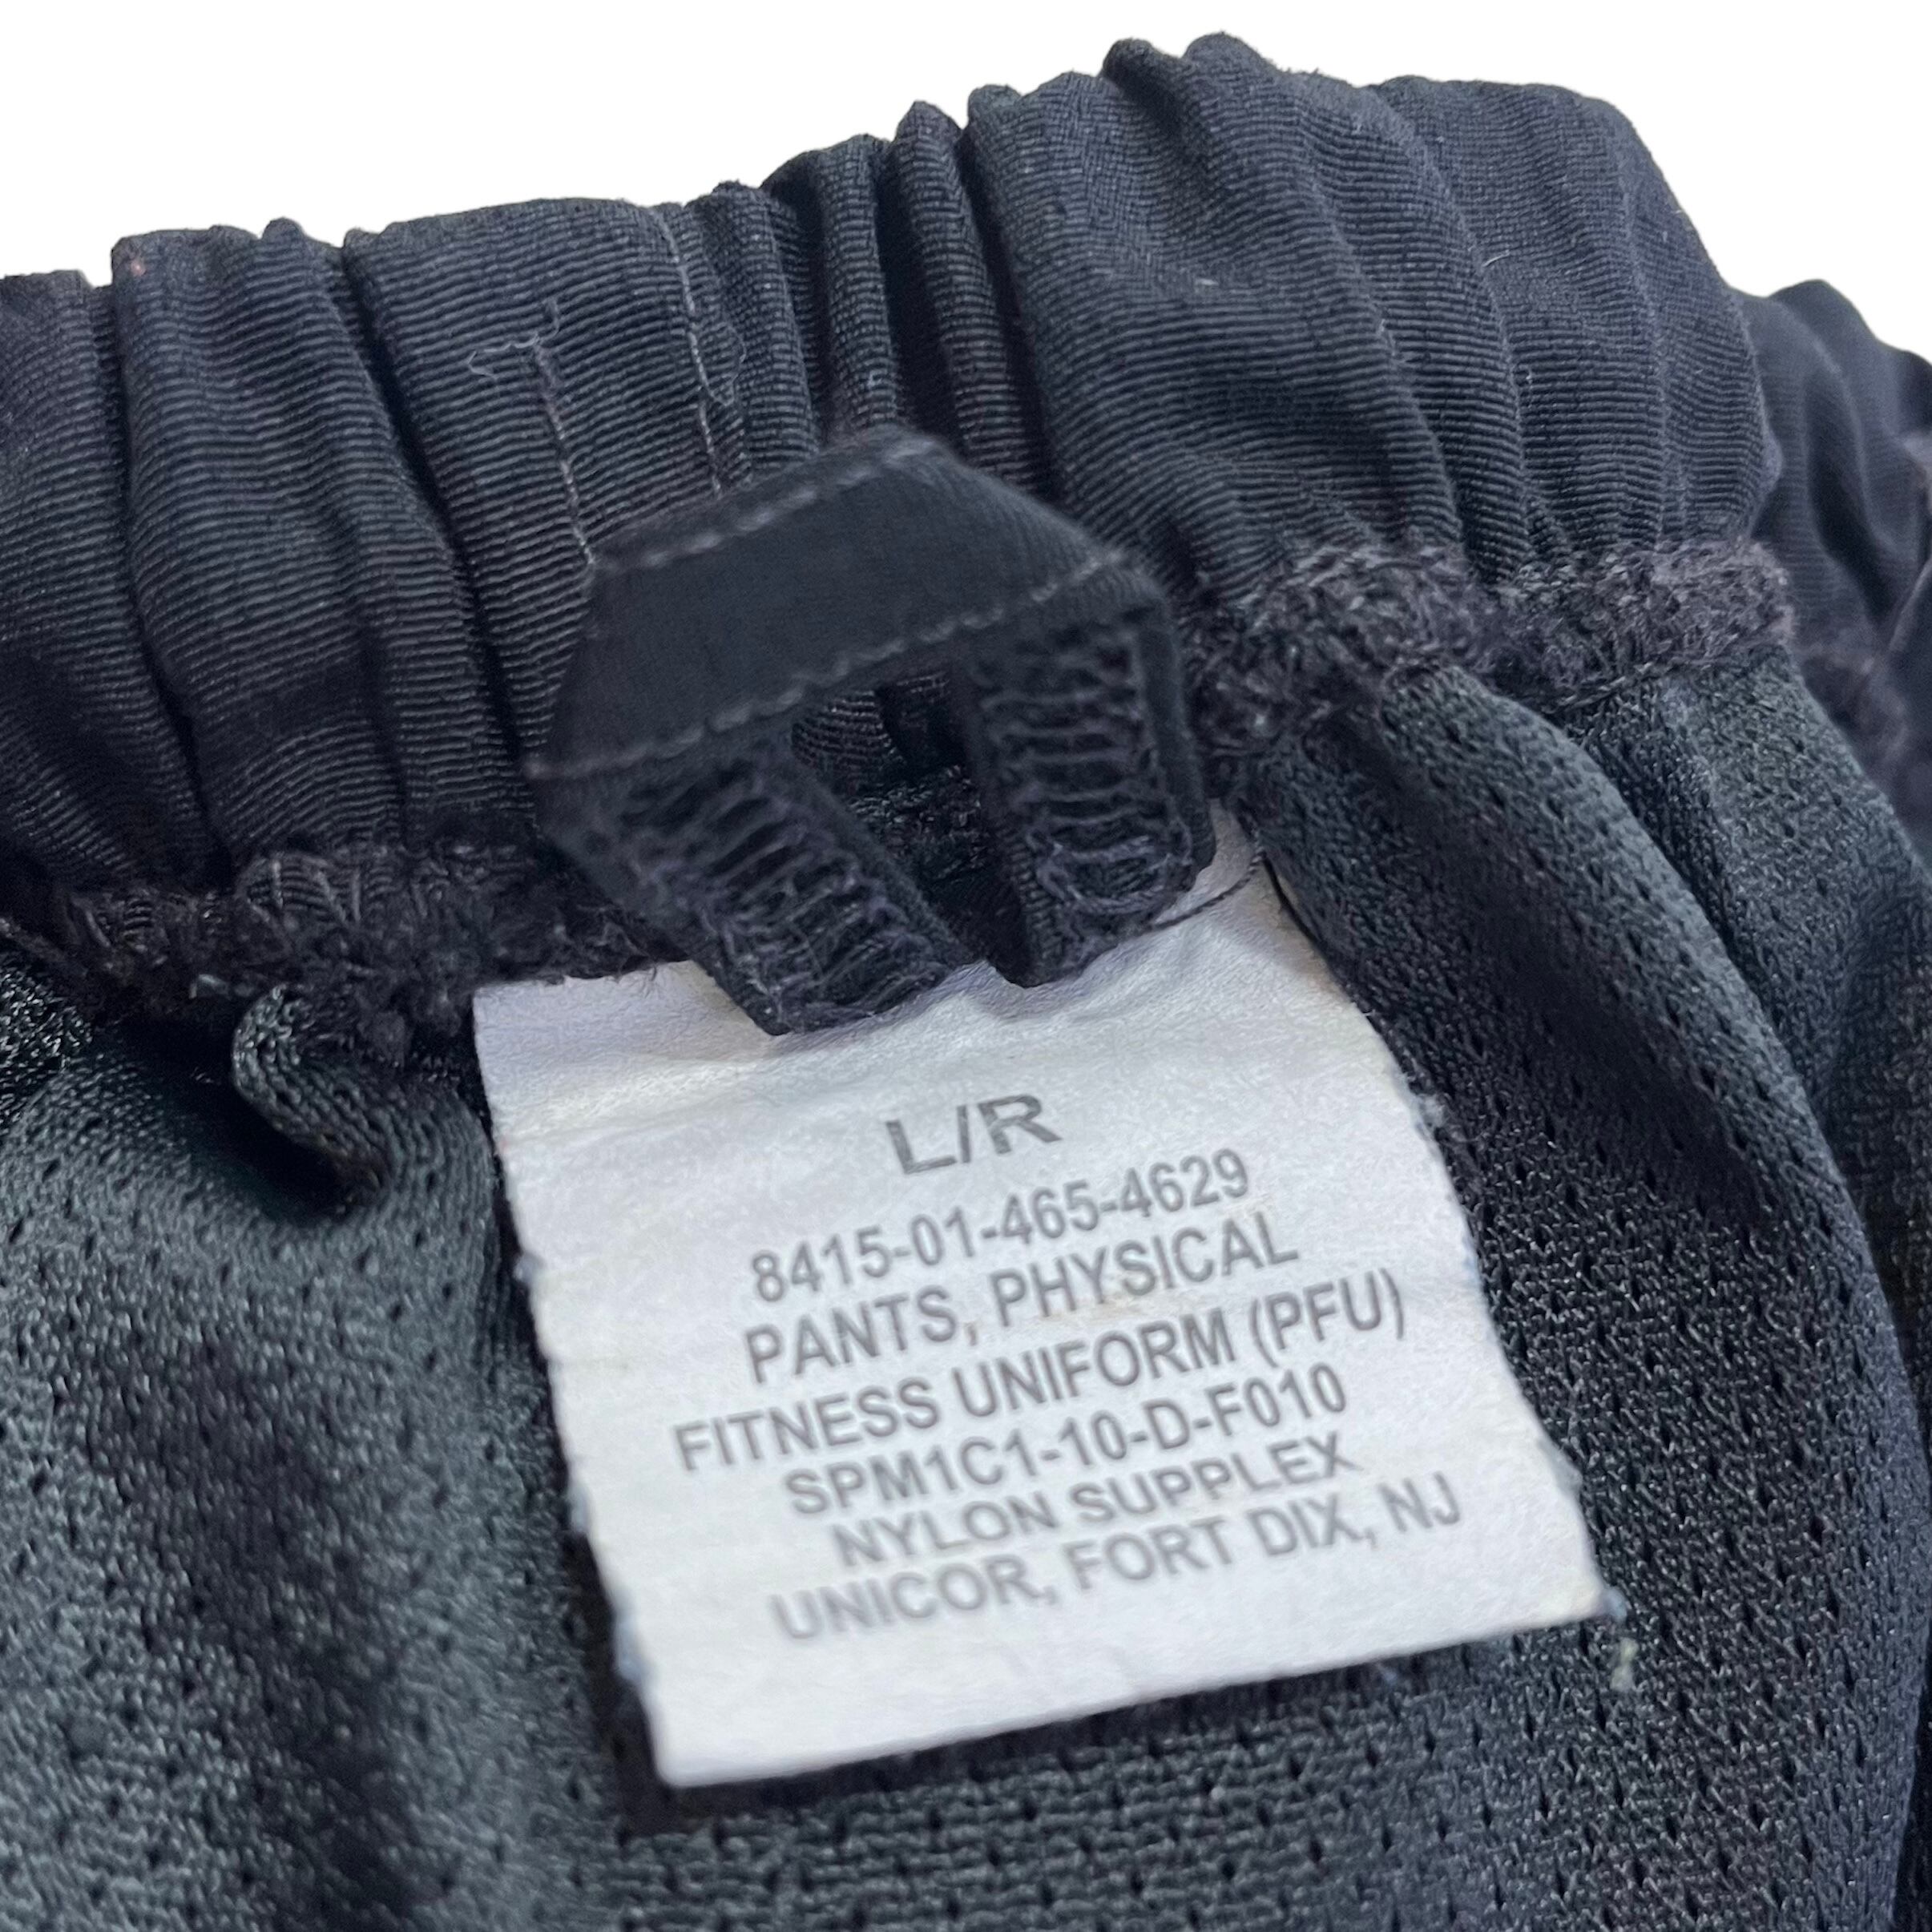 L/R
8415-01-465-4629
PANTS, PHYSICAL
FITNESS UNIFORM (PFU)
SPM1C1-10-D-F010
NYLON SUPPLEX
UNICOR, FORT DIX, NJ